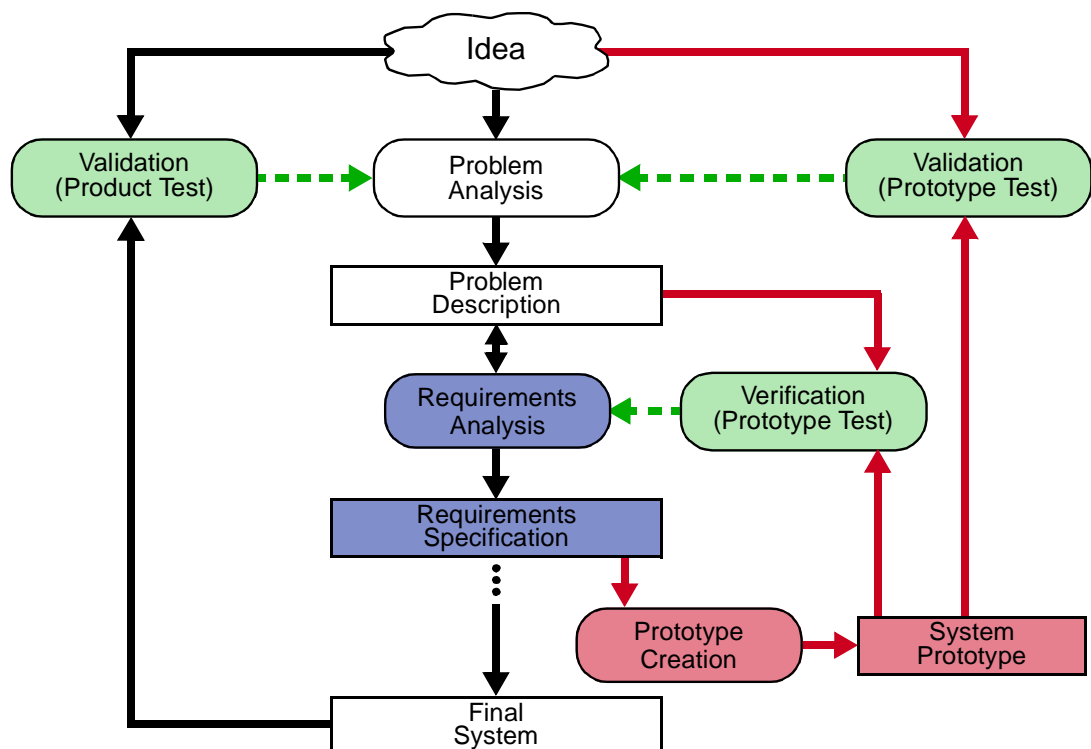 Idea
Validation
(Product Test)
Problem
Analysis
Validation
(Prototype Test)
Problem
Description
Requirements
Analysis
Verification
(Prototype Test)
Requirements
Specification
Prototype
Creation
System
Prototype
Final
System